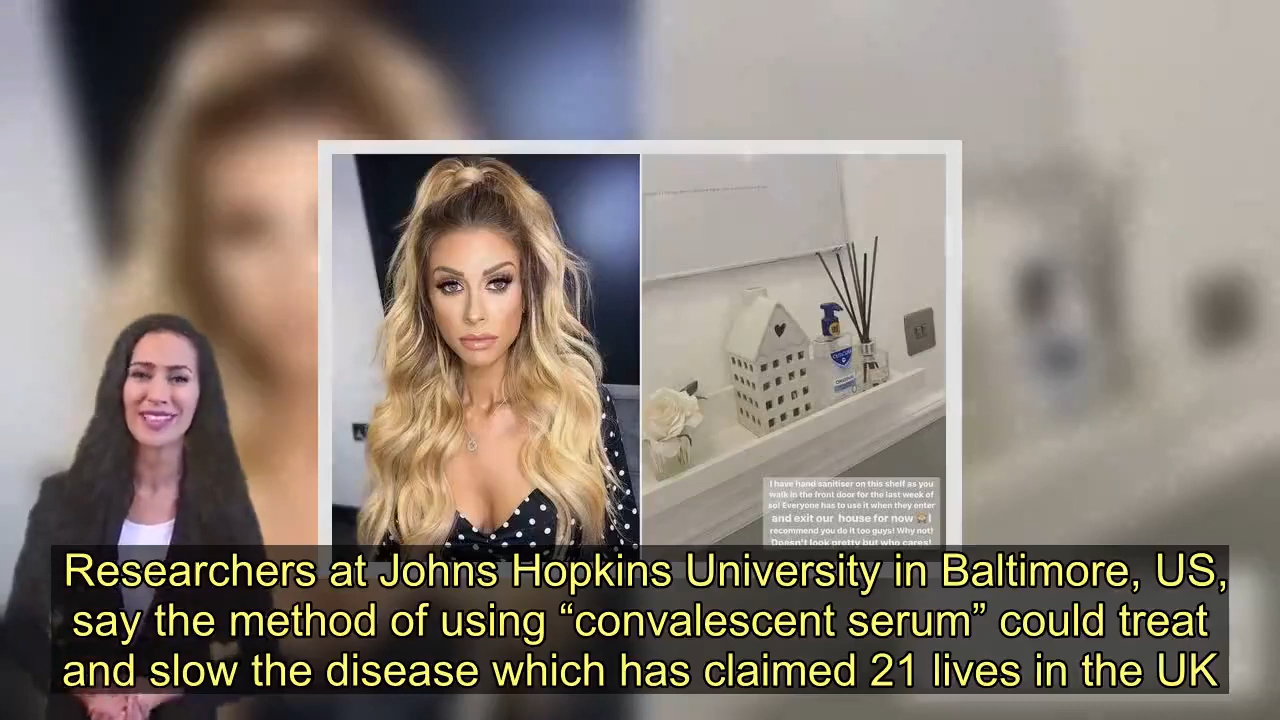 I have hand sanitiser on this shelf as you
walk in the front door for the last week of
so! Everyone has to use it when they enter
and exit our house for now I
recommend you do it too guys! Why not!
Doesn't look pretty but who cares!
Researchers at Johns Hopkins University in Baltimore, US,
say the method of using “convalescent serum” could treat
and slow the disease which has claimed 21 lives in the UK